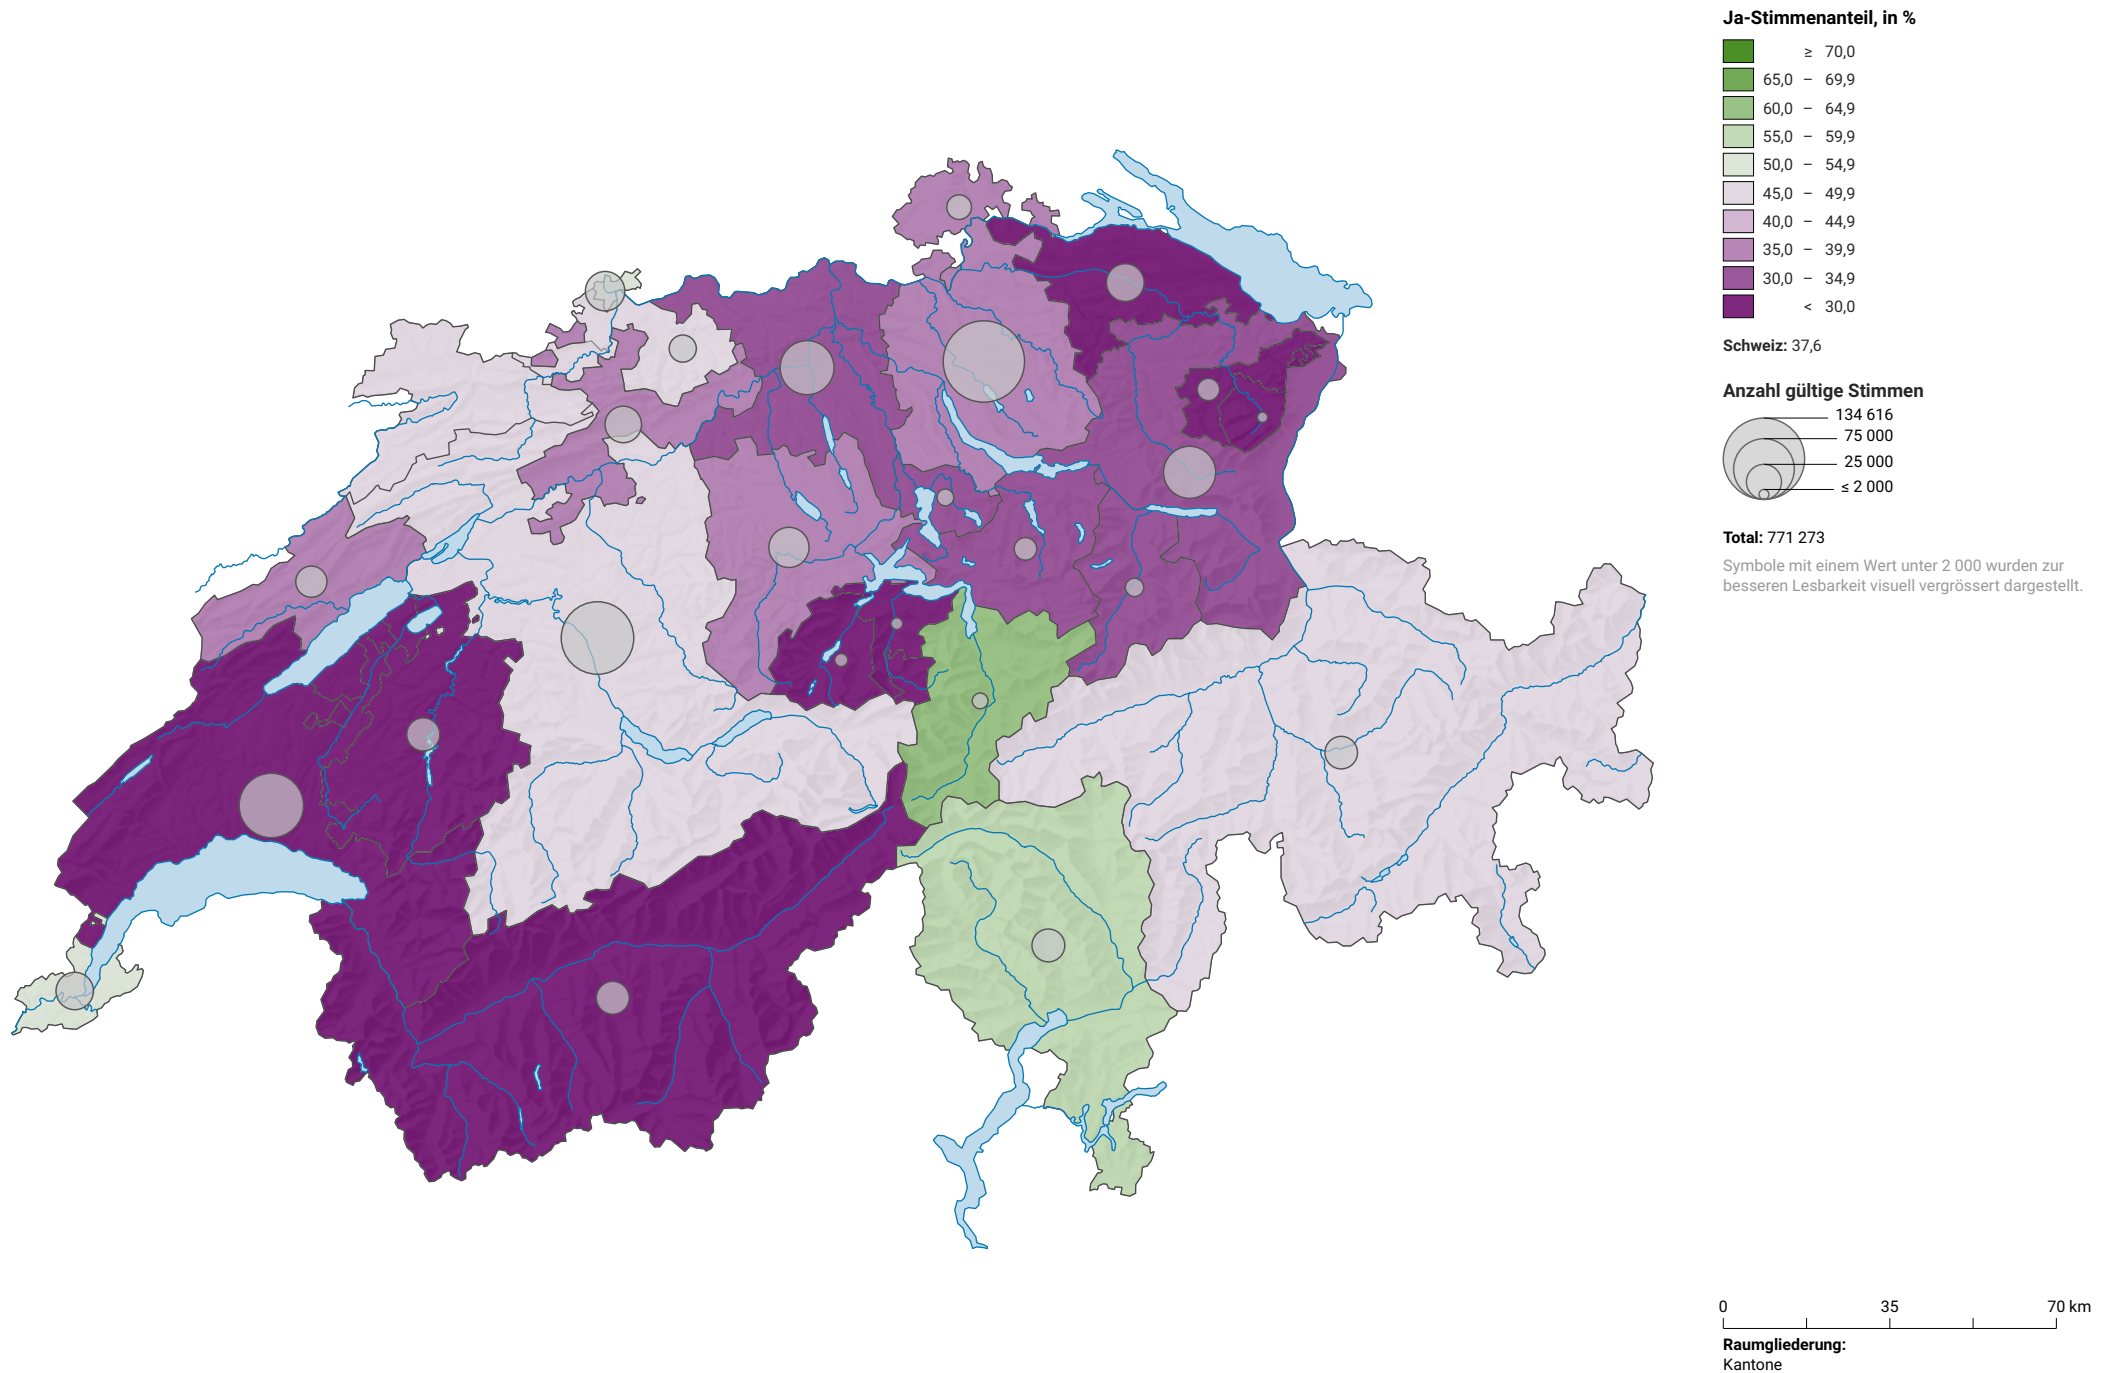 Ja-Stimmenanteil, in %
≥ 70,0
65,0 – 69,9
60,0 – 64,9
55,0 – 59,9
50,0 – 54,9
45,0 – 49,9
40,0 – 44,9
35,0 – 39,9
30,0 – 34,9
< 30,0
Schweiz: 37,6
Anzahl gültige Stimmen
134 616
75 000
25 000
≤ 2 000
Total: 771 273
Symbole mit einem Wert unter 2 000 wurden zur
besseren Lesbarkeit visuell vergrössert dargestellt.
0 35 70 km
Raumgliederung:
Kantone